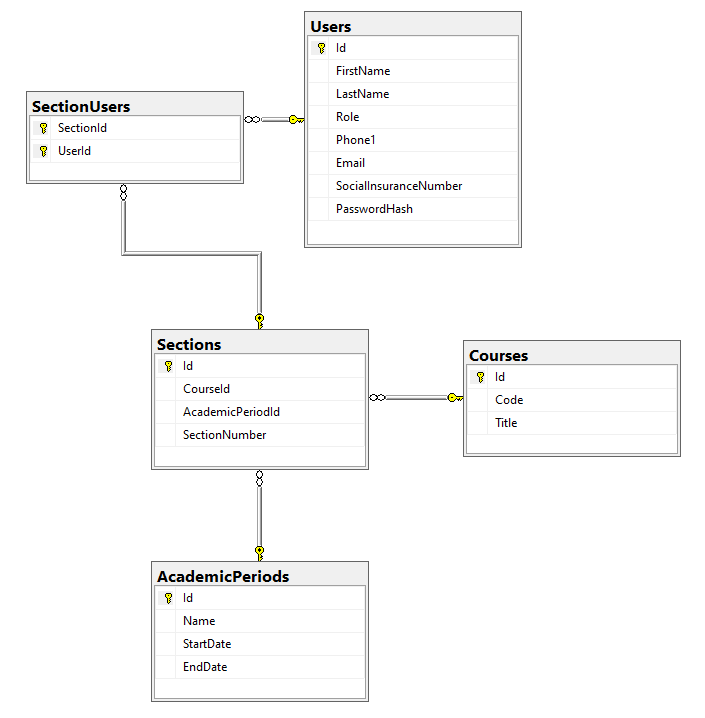 Users
Id
FirstName
LastName
Role
Phone1
Email
SocialInsuranceNumber
PasswordHash
SectionUsers
SectionId
UserId
Sections
Id
CourseId
AcademicPeriodId
SectionNumber
Courses
Id
Code
Title
AcademicPeriods
Id
Name
StartDate
EndDate